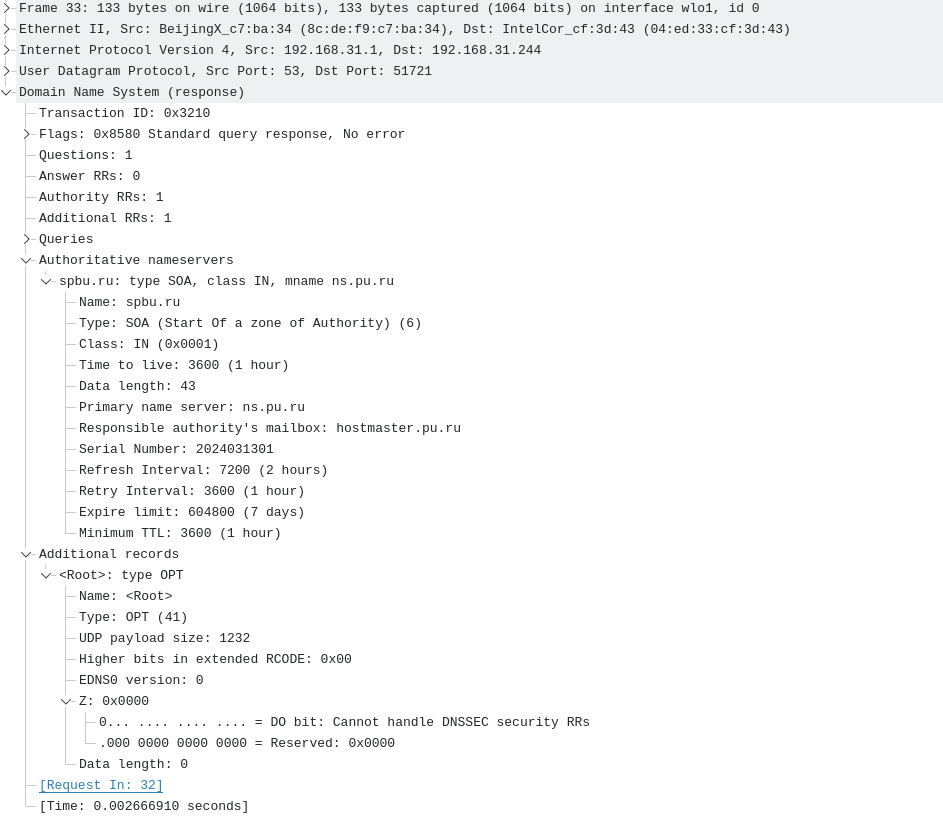 Frame 33: 133 bytes on wire (1064 bits), 133 bytes captured (1064 bits) on interface wlo1, id 0
Ethernet II, Src: BeijingX_c7:ba:34 (8c:de:f9:c7:ba:34), Dst: IntelCor_cf:3d:43 (04:ed:33:cf:3d:43)
Internet Protocol Version 4, Src: 192.168.31.1, Dst: 192.168.31.244
User Datagram Protocol, Src Port: 53, Dst Port: 51721
Domain Name System (response)
Transaction ID: 0x3210
Flags: 0x8580 Standard query response, No error
Questions: 1
Answer RRs: 0
Authority RRs: 1
Additional RRs: 1
Queries
Authoritative nameservers
spbu.ru: type SOA, class IN, mname ns.pu.ru
Name: spbu.ru
Type: SOA (Start Of a zone of Authority) (6)
Class: IN (0x0001)
Time to live: 3600 (1 hour)
Data length: 43
Primary name server: ns.pu.ru
Responsible authority's mailbox: hostmaster.pu.ru
Serial Number: 2024031301
Refresh Interval: 7200 (2 hours)
Retry Interval: 3600 (1 hour)
Expire limit: 604800 (7 days)
Minimum TTL: 3600 (1 hour)
Additional records
<Root>: type OPT
Name: <Root>
Type: OPT (41)
UDP payload size: 1232
Higher bits in extended RCODE: 0x00
EDNS0 version: 0
Z: 0x0000
0... .... .... .... = DO bit: Cannot handle DNSSEC security RRs
.000 0000 0000 0000 = Reserved: 0x0000
Data length: 0
[Request In: 32]
[Time: 0.002666910 seconds]